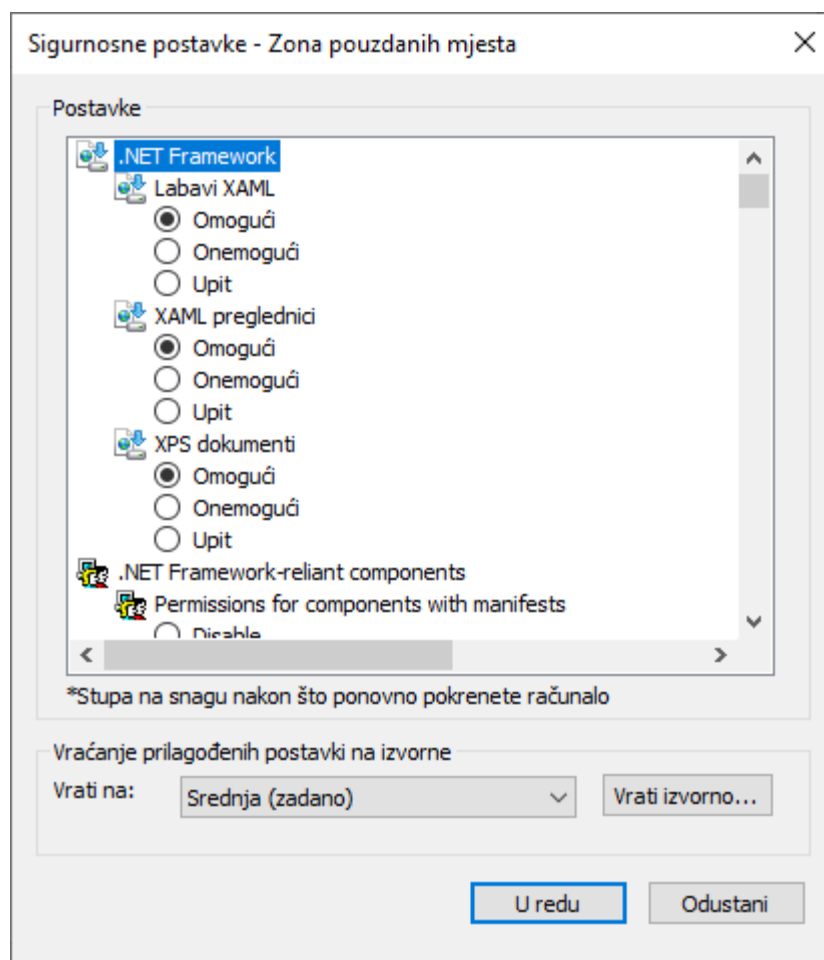 Sigurnosne postavke - Zona pouzdanih mjesta
Postavke
.NET Framework
Labavi XAML
Omogući
Onemogući
Upit
XAML preglednici
Omogući
Onemogući
Upit
XPS dokumenti
Omogući
Onemogući
Upit
.NET Framework-reliant components
Permissions for components with manifests
Disable
*Stupa na snagu nakon što ponovno pokrenete računalo
Vraćanje prilagođenih postavki na izvorne
Vrati na: Srednja (zadano) Vrati izvorno...
U redu Odustani